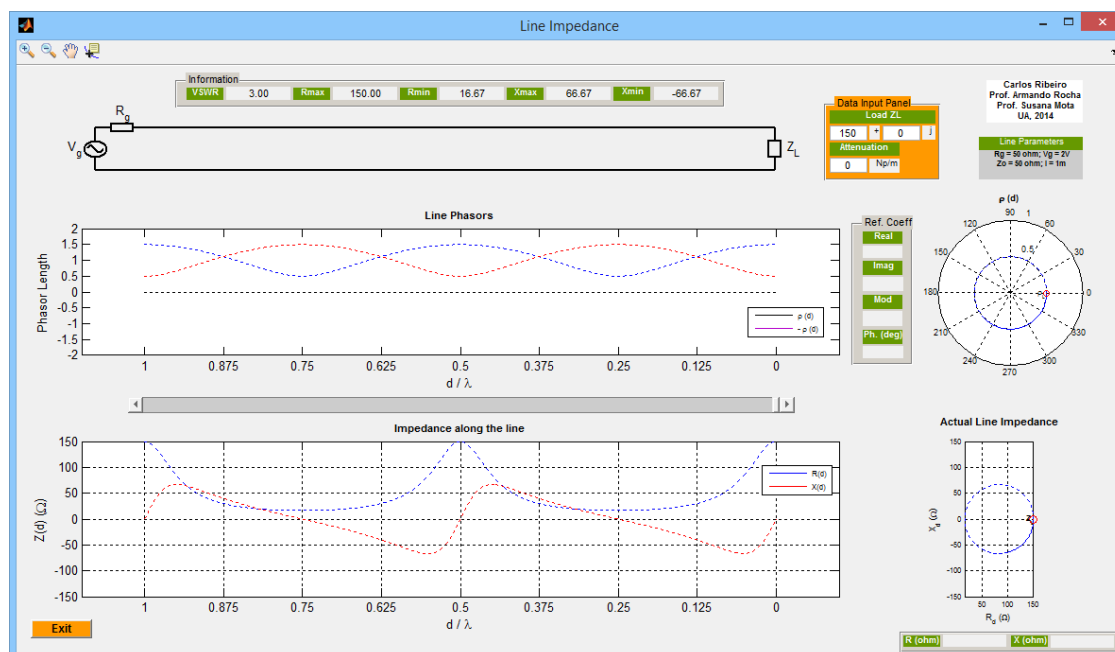 Line Impedance
Information
VSWR 3.00 Rmax 150.00 Rmin 16.67 Xmax 66.67 Xmin -66.67
Carlos Ribeiro
Prof. Armando Rocha
Prof. Susana Mota
UA, 2014
Data Input Panel
Load ZL
150 + 0 j
Attenuation
0 Np/m
Line Parameters
Rg = 50 ohm; Vg = 2V
Zo = 50 ohm; l = 1m
Rg
Vg
ZL
Line Phasors
Phasor Length
2
1.5
1
0.5
0
-0.5
-1
-1.5
-2
ρ (d)
- ρ (d)
1 0.875 0.75 0.625 0.5 0.375 0.25 0.125 0
d / λ
Ref. Coeff
Real
Imag
Mod
Ph. (deg)
ρ (d)
90 1
120 60
150 0.5 30
180 0
210 330
240 300
270
Impedance along the line
Z(d) (Ω)
150
100
50
0
-50
-100
-150
R(d)
X(d)
1 0.875 0.75 0.625 0.5 0.375 0.25 0.125 0
d / λ
Actual Line Impedance
Xd (Ω)
150
100
50
0
-50
-100
-150
Z
50 100 150
Rd (Ω)
Exit
R (ohm) X (ohm)